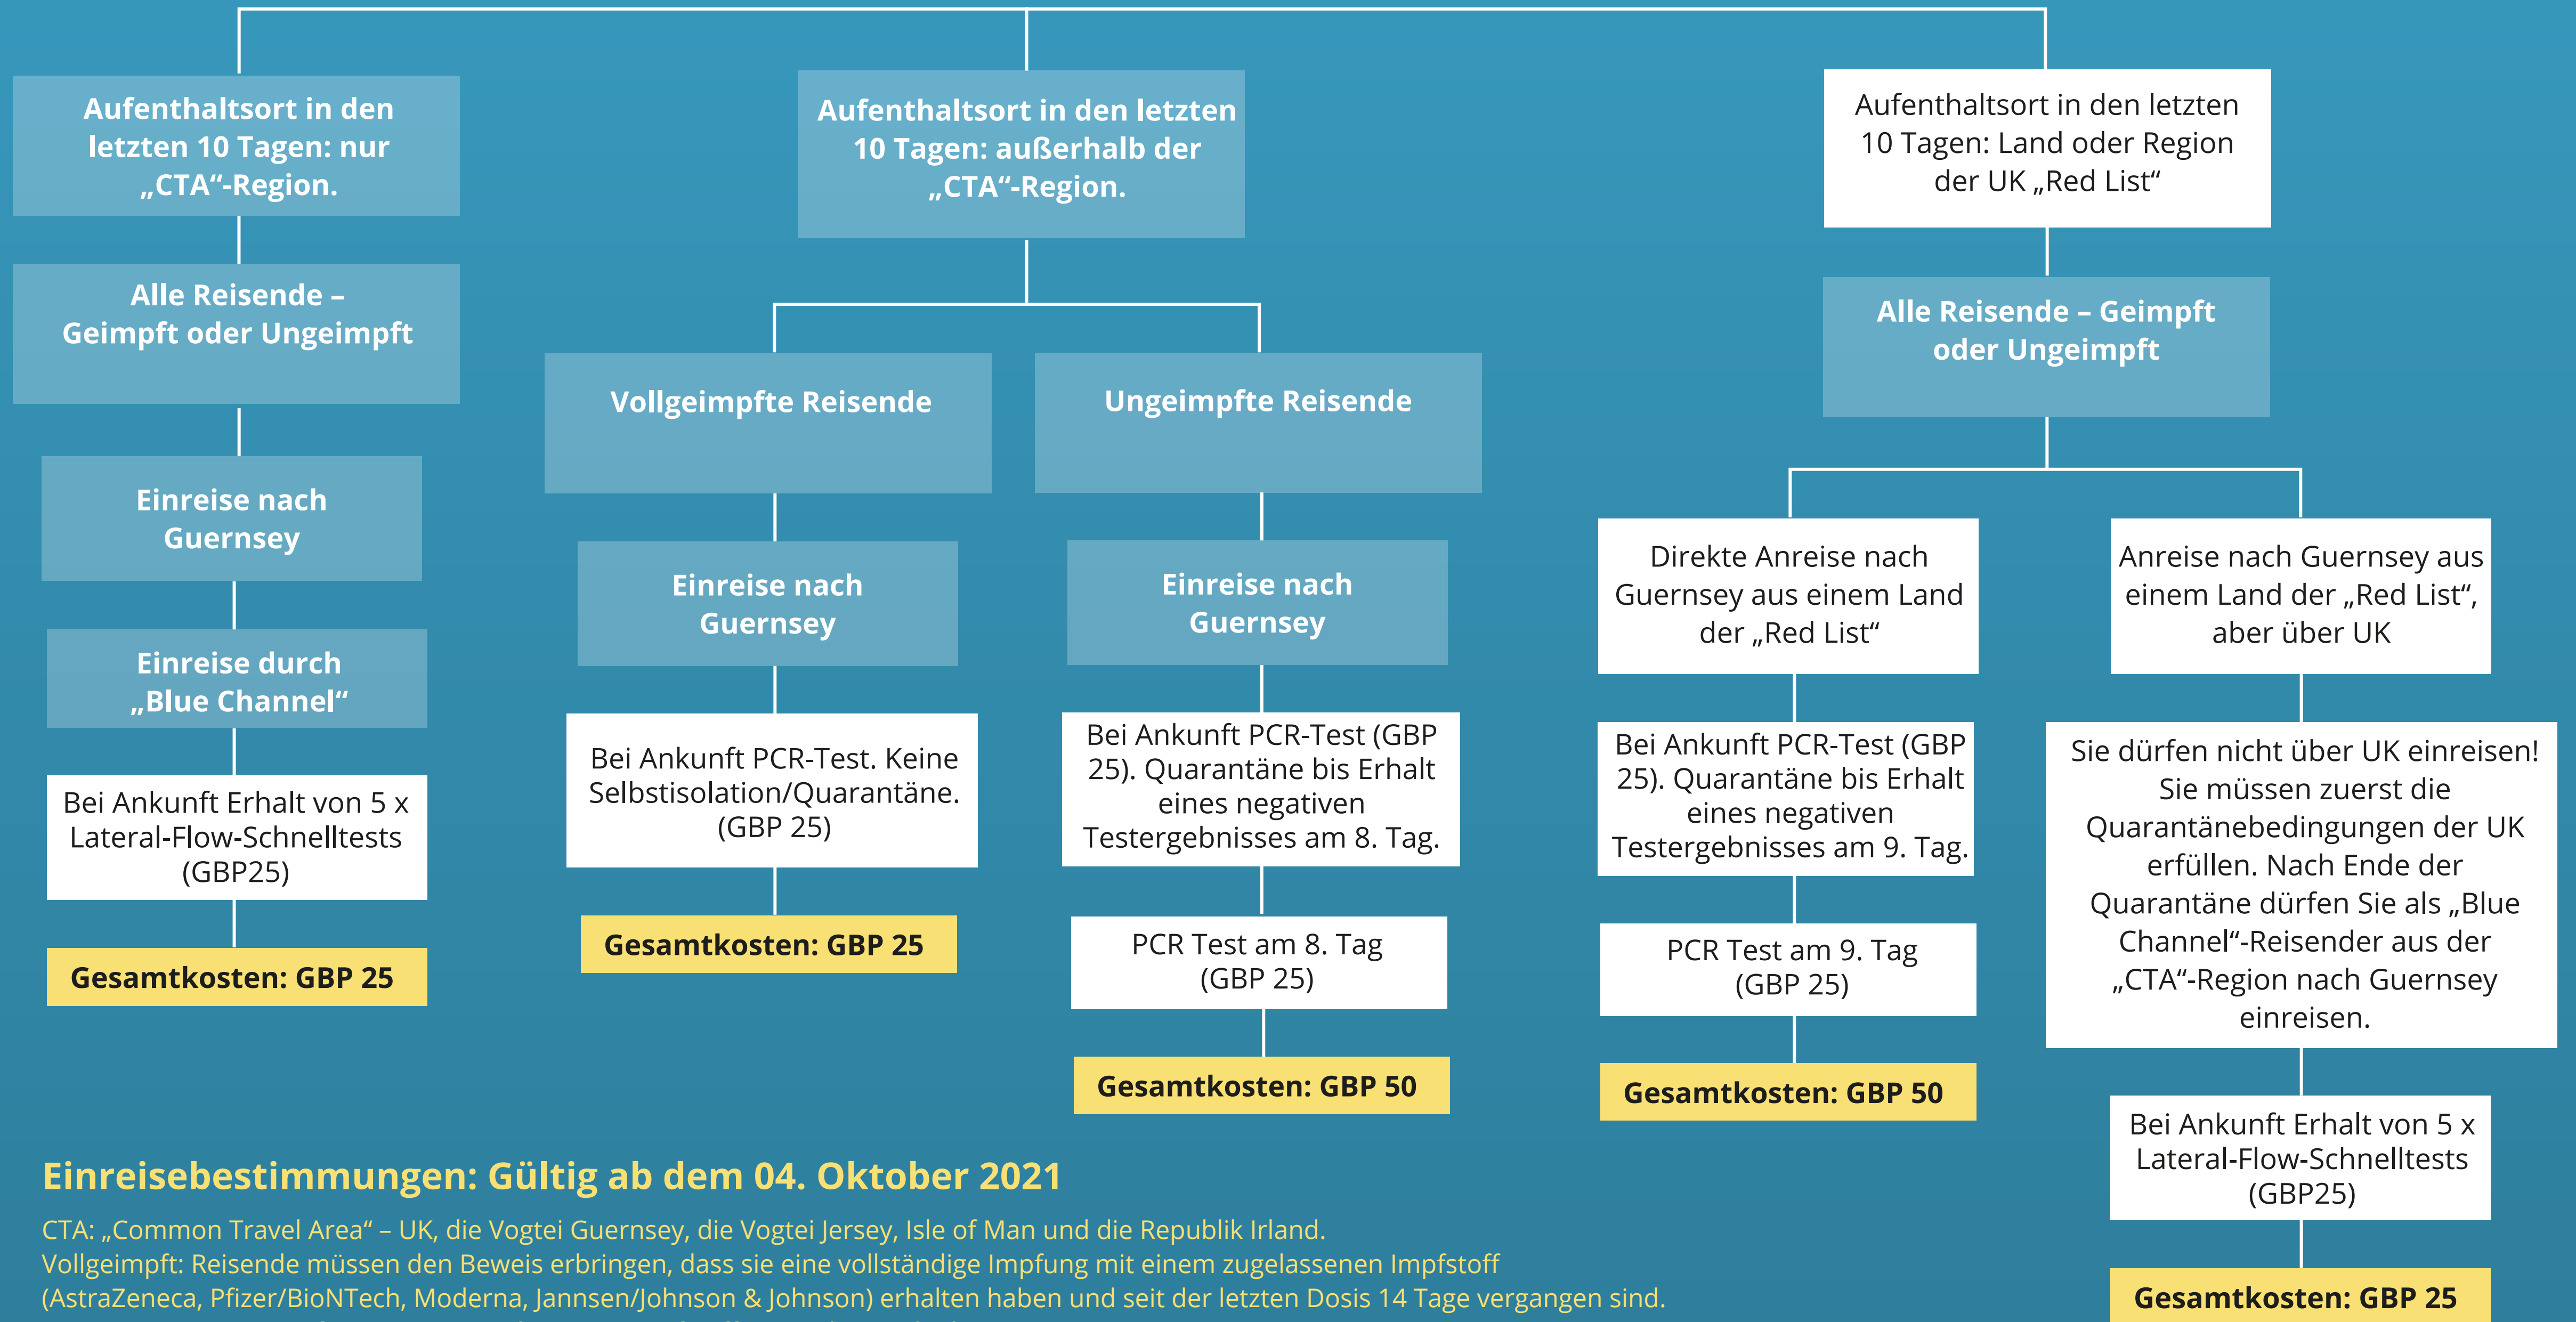 Aufenthaltsort in den
letzten 10 Tagen: nur
„CTA“-Region.
Alle Reisende –
Geimpft oder Ungeimpft
Einreise nach
Guernsey
Einreise durch
„Blue Channel“
Bei Ankunft Erhalt von 5 x
Lateral-Flow-Schnelltests
(GBP25)
Gesamtkosten: GBP 25
Aufenthaltsort in den letzten
10 Tagen: außerhalb der
„CTA“-Region.
Vollgeimpfte Reisende
Einreise nach
Guernsey
Bei Ankunft PCR-Test. Keine
Selbstisolation/Quarantäne.
(GBP 25)
Gesamtkosten: GBP 25
Ungeimpfte Reisende
Einreise nach
Guernsey
Bei Ankunft PCR-Test (GBP
25). Quarantäne bis Erhalt
eines negativen
Testergebnisses am 8. Tag.
PCR Test am 8. Tag
(GBP 25)
Gesamtkosten: GBP 50
Aufenthaltsort in den letzten
10 Tagen: Land oder Region
der UK „Red List“
Alle Reisende – Geimpft
oder Ungeimpft
Direkte Anreise nach
Guernsey aus einem Land
der „Red List“
Bei Ankunft PCR-Test (GBP
25). Quarantäne bis Erhalt
eines negativen
Testergebnisses am 9. Tag.
PCR Test am 9. Tag
(GBP 25)
Gesamtkosten: GBP 50
Anreise nach Guernsey aus
einem Land der „Red List“,
aber über UK
Sie dürfen nicht über UK einreisen!
Sie müssen zuerst die
Quarantänebedingungen der UK
erfüllen. Nach Ende der
Quarantäne dürfen Sie als „Blue
Channel“-Reisender aus der
„CTA“-Region nach Guernsey
einreisen.
Bei Ankunft Erhalt von 5 x
Lateral-Flow-Schnelltests
(GBP25)
Gesamtkosten: GBP 25
Einreisebestimmungen: Gültig ab dem 04. Oktober 2021
CTA: „Common Travel Area“ – UK, die Vogtei Guernsey, die Vogtei Jersey, Isle of Man und die Republik Irland.
Vollgeimpft: Reisende müssen den Beweis erbringen, dass sie eine vollständige Impfung mit einem zugelassenen Impfstoff
(AstraZeneca, Pfizer/BioNTech, Moderna, Jannsen/Johnson & Johnson) erhalten haben und seit der letzten Dosis 14 Tage vergangen sind.